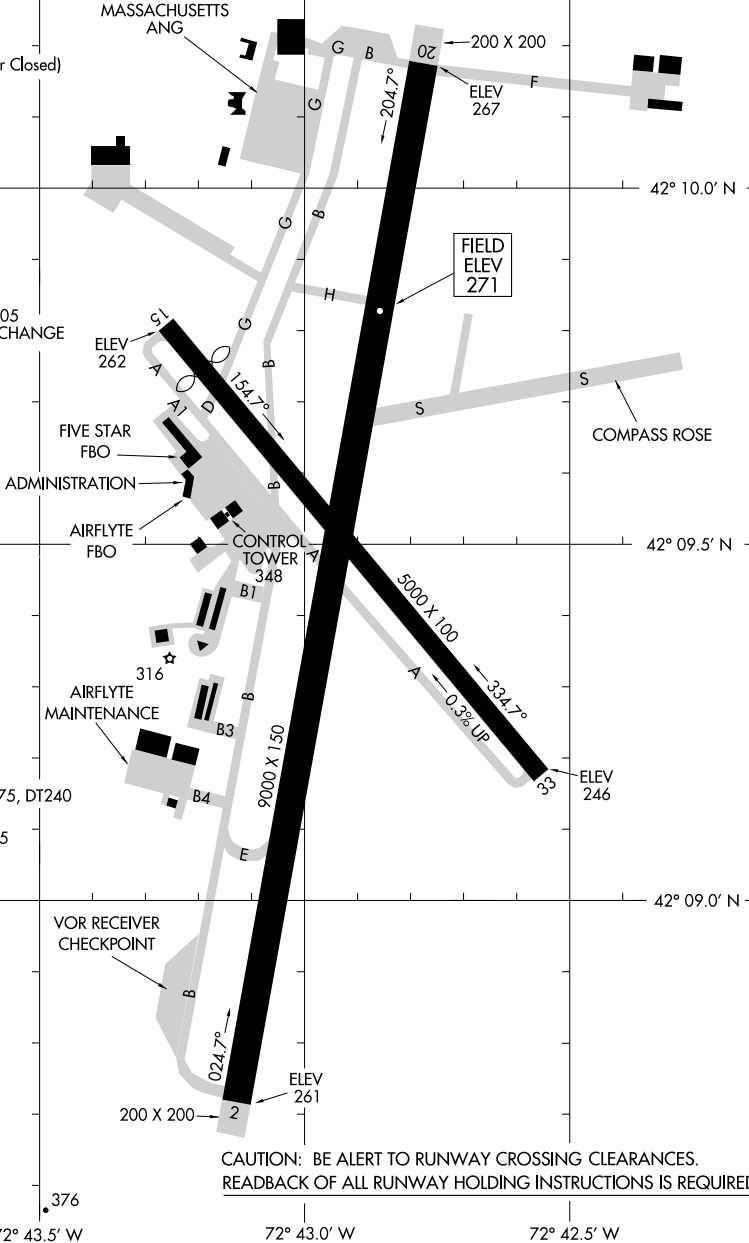 MASSACHUSETTS
ANG
G
B
20
200 X 200
r Closed)
204.7°
ELEV
267
F
G
42° 10.0' N
G
B
FIELD
ELEV
271
H
05
CHANGE
15
ELEV
262
G
A
B
D
154.7°
A1
S
S
COMPASS ROSE
FIVE STAR
FBO
ADMINISTRATION
B
AIRFLYTE
FBO
CONTROL
TOWER
348
A
42° 09.5' N
B1
5000 X 100
316
A
334.7°
0.3% UP
AIRFLYTE
MAINTENANCE
B
B3
9000 X 150
33
ELEV
246
75, DT240
B4
5
E
42° 09.0' N
VOR RECEIVER
CHECKPOINT
B
024.7°
ELEV
261
200 X 200
2
CAUTION: BE ALERT TO RUNWAY CROSSING CLEARANCES.
READBACK OF ALL RUNWAY HOLDING INSTRUCTIONS IS REQUIRED
376
72° 43.5' W
72° 43.0' W
72° 42.5' W